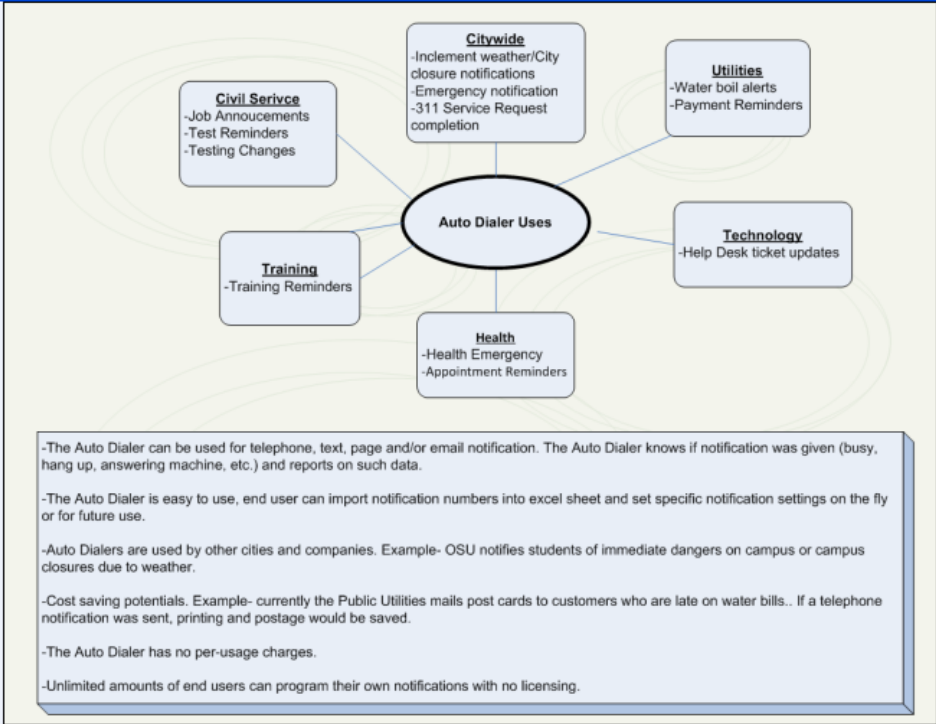 Citywide
-Inclement weather/City
closure notifications
-Emergency notification
-311 Service Request
completion
Utilities
-Water boil alerts
-Payment Reminders
Civil Serivce
-Job Annoucements
-Test Reminders
-Testing Changes
Auto Dialer Uses
Technology
-Help Desk ticket updates
Training
-Training Reminders
Health
-Health Emergency
-Appointment Reminders
-The Auto Dialer can be used for telephone, text, page and/or email notification. The Auto Dialer knows if notification was given (busy,
hang up, answering machine, etc.) and reports on such data.
-The Auto Dialer is easy to use, end user can import notification numbers into excel sheet and set specific notification settings on the fly
or for future use.
-Auto Dialers are used by other cities and companies. Example- OSU notifies students of immediate dangers on campus or campus
closures due to weather.
-Cost saving potentials. Example- currently the Public Utilities mails post cards to customers who are late on water bills.. If a telephone
notification was sent, printing and postage would be saved.
-The Auto Dialer has no per-usage charges.
-Unlimited amounts of end users can program their own notifications with no licensing.